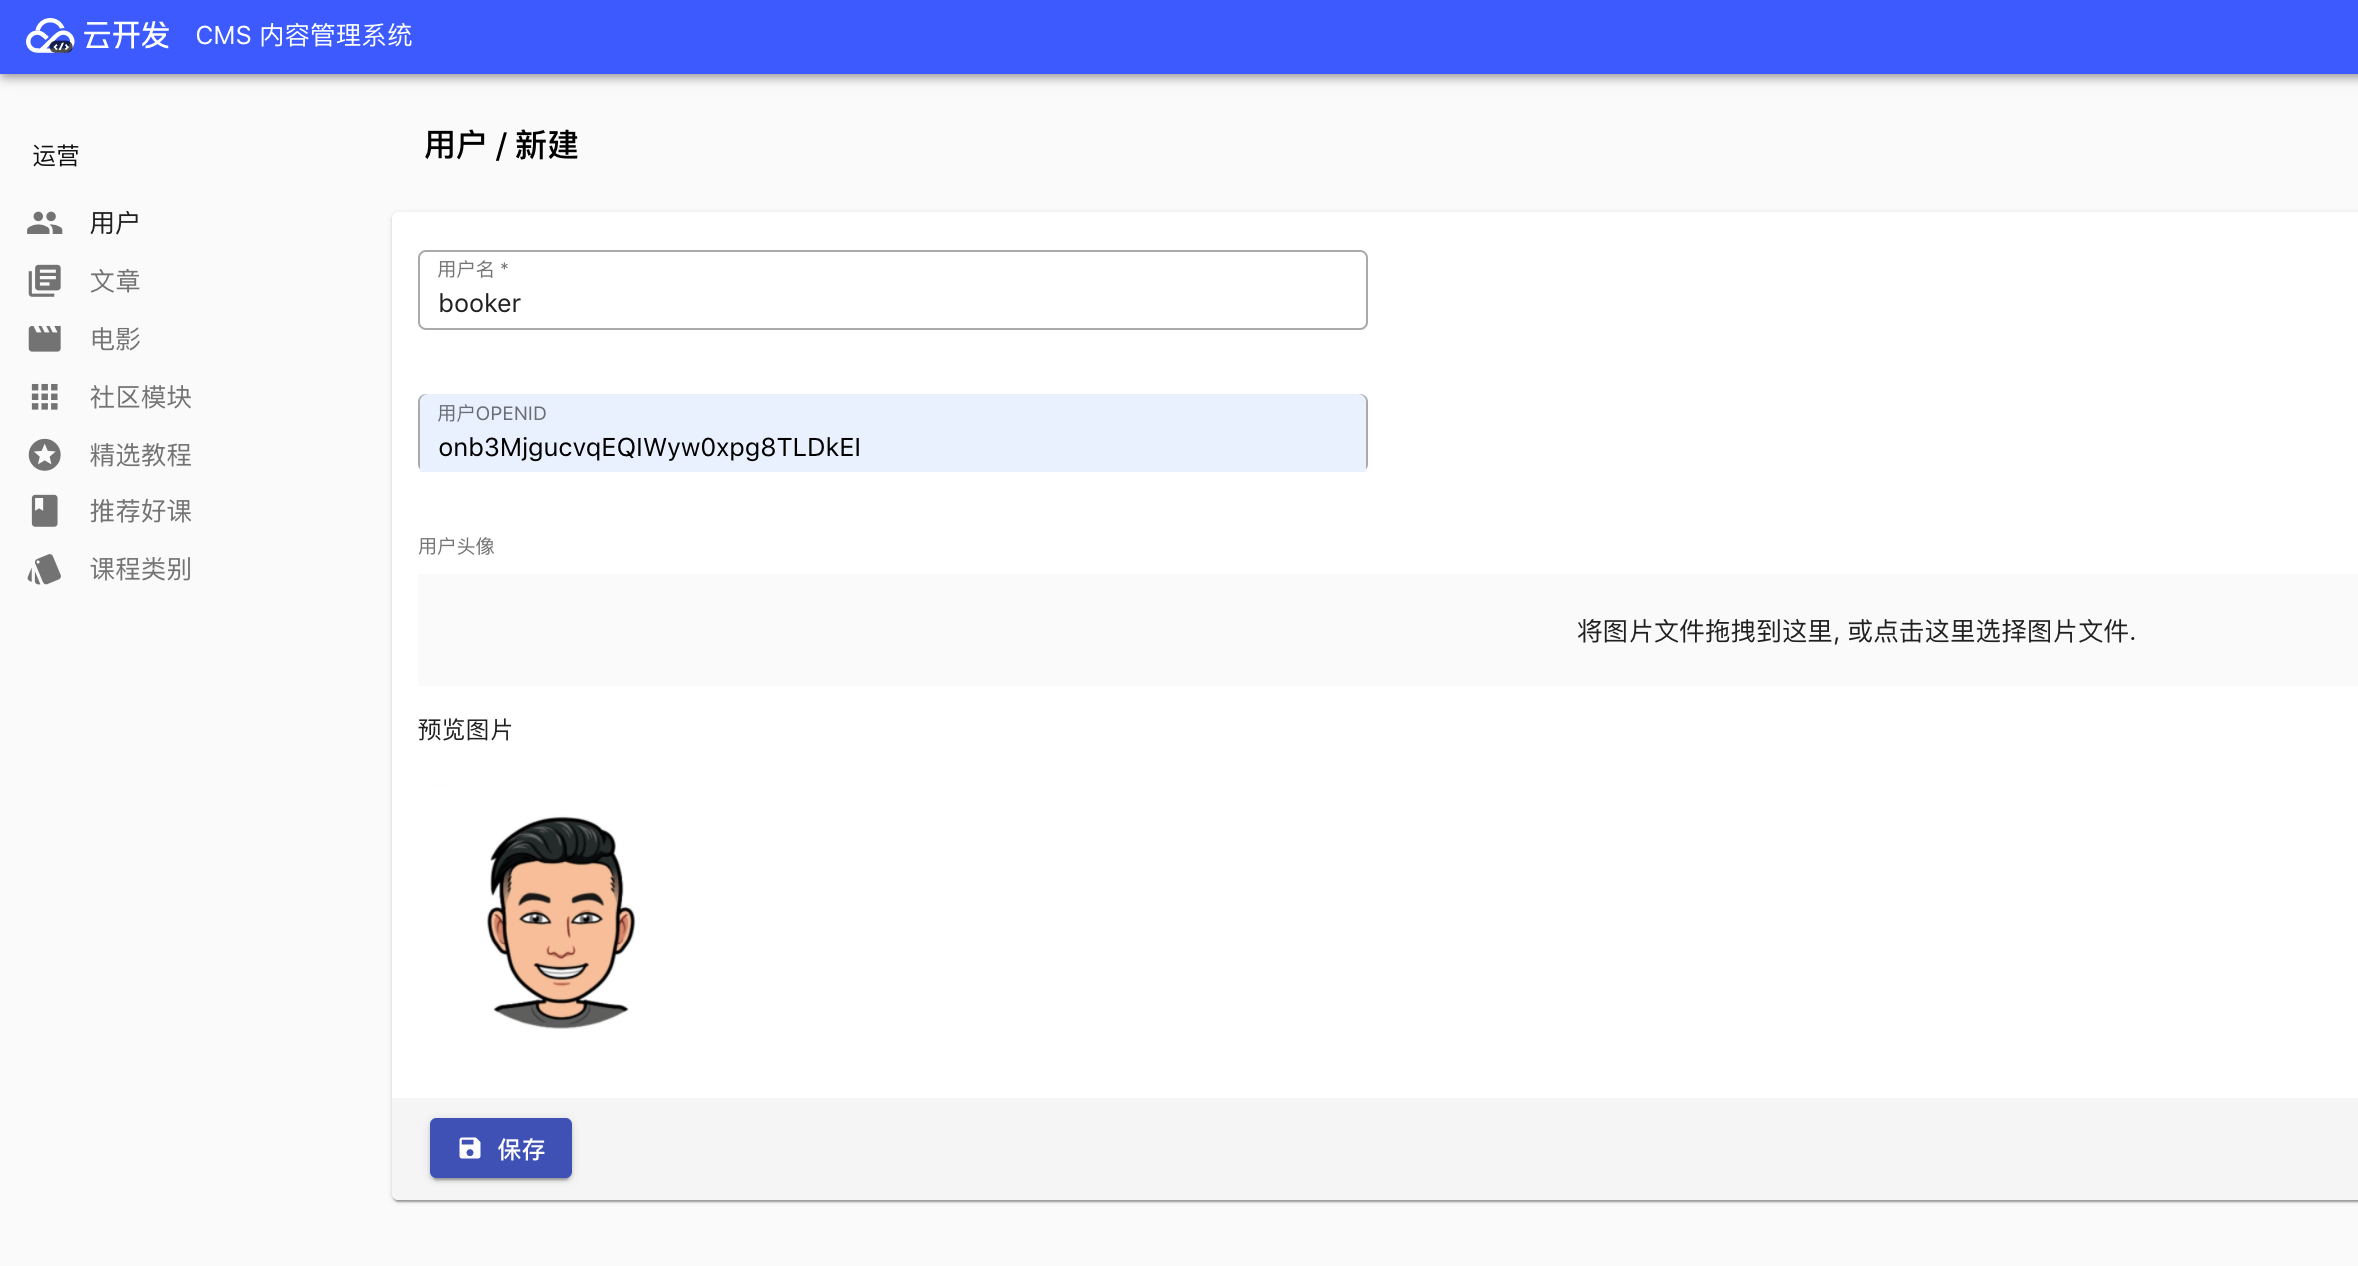 云开发 CMS 内容管理系统
运营
用户
文章
电影
社区模块
精选教程
推荐好课
课程类别
用户 / 新建
用户名 *
booker
用户OPENID
onb3MjgucvqEQIWyw0xpg8TLDkEI
用户头像
将图片文件拖拽到这里, 或点击这里选择图片文件.
预览图片
保存